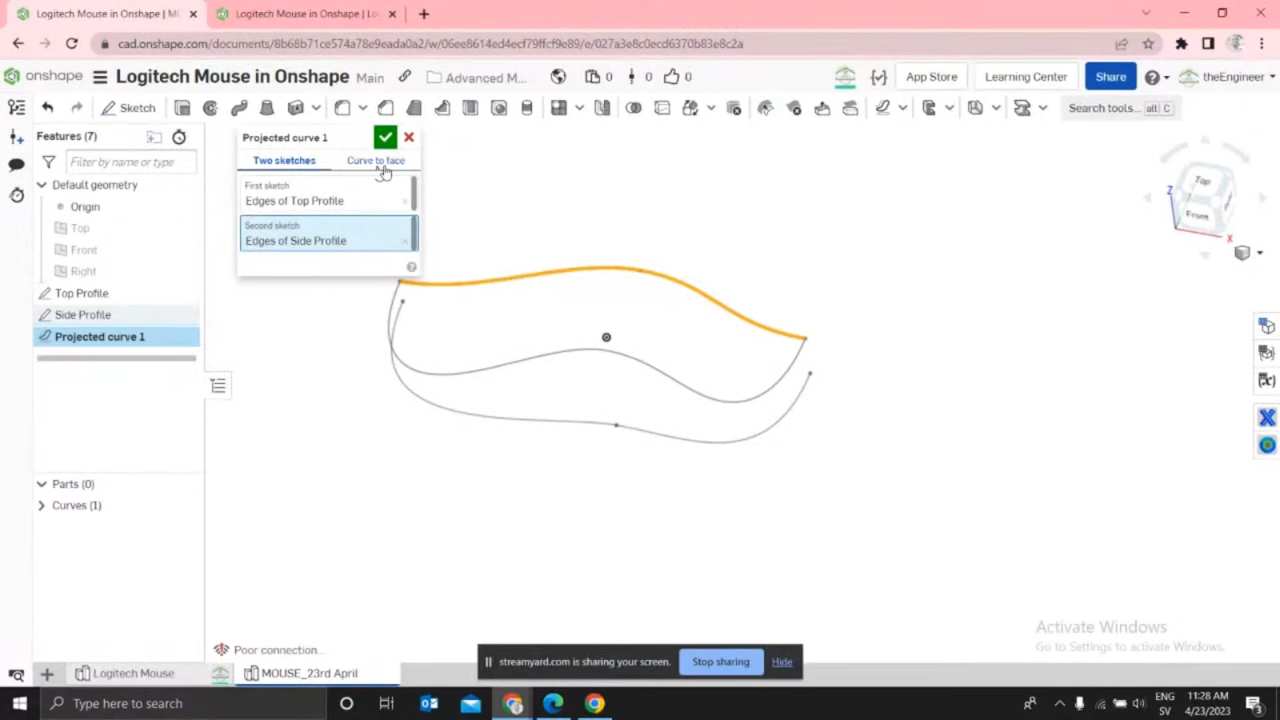 Logitech Mouse in Onshape | M
Logitech Mouse in Onshape | Lo
cad.onshape.com/documents/8b68b71ce574a78e9eada0a2/w/06ee8614ed4ecf79ffcf9e89/e/027a3e8c0ecd6370b83e8c2a
onshape
Logitech Mouse in Onshape
Main
Advanced M...
0
0
0
App Store
Learning Center
Share
theEngineer
Sketch
Search tools... alt C
Features (7)
Filter by name or type
Default geometry
Origin
Top
Front
Right
Top Profile
Side Profile
Projected curve 1
Projected curve 1
Two sketches
Curve to face
First sketch
Edges of Top Profile
Second sketch
Edges of Side Profile
Top
Front
Z
X
Parts (0)
Curves (1)
Poor connection...
Activate Windows
Go to Settings to activate Windows.
streamyard.com is sharing your screen.
Stop sharing
Hide
Logitech Mouse
MOUSE_23rd April
Type here to search
ENG
SV
11:28 AM
4/23/2023
3